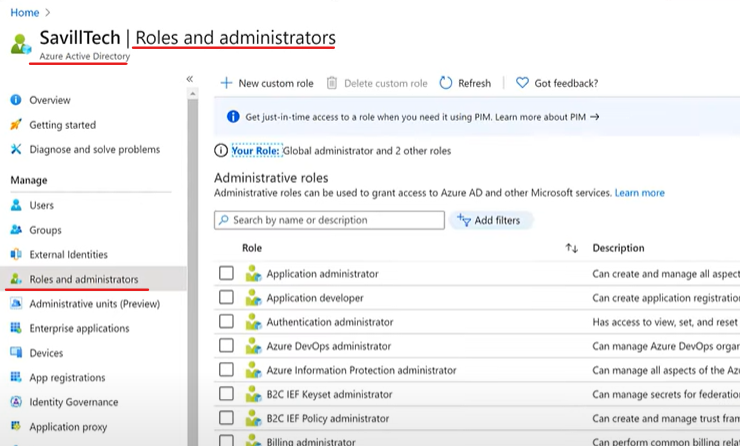 Home >
SavillTech | Roles and administrators
Azure Active Directory
«
Overview
Getting started
Diagnose and solve problems
Manage
Users
Groups
External Identities
Roles and administrators
Administrative units (Preview)
Enterprise applications
Devices
App registrations
Identity Governance
Application proxy
+ New custom role Delete custom role Refresh | Got feedback?
Get just-in-time access to a role when you need it using PIM. Learn more about PIM →
Your Role: Global administrator and 2 other roles
Administrative roles
Administrative roles can be used to grant access to Azure AD and other Microsoft services. Learn more
Search by name or description Add filters
Role ↑↓ Description
Application administrator Can create and manage all aspect
Application developer Can create application registratio
Authentication administrator Has access to view, set, and reset
Azure DevOps administrator Can manage Azure DevOps orgar
Azure Information Protection administrator Can manage all aspects of the Az
B2C IEF Keyset administrator Can manage secrets for federatio
B2C IEF Policy administrator Can create and manage trust fran
Billing administrator Can perform common billing rela